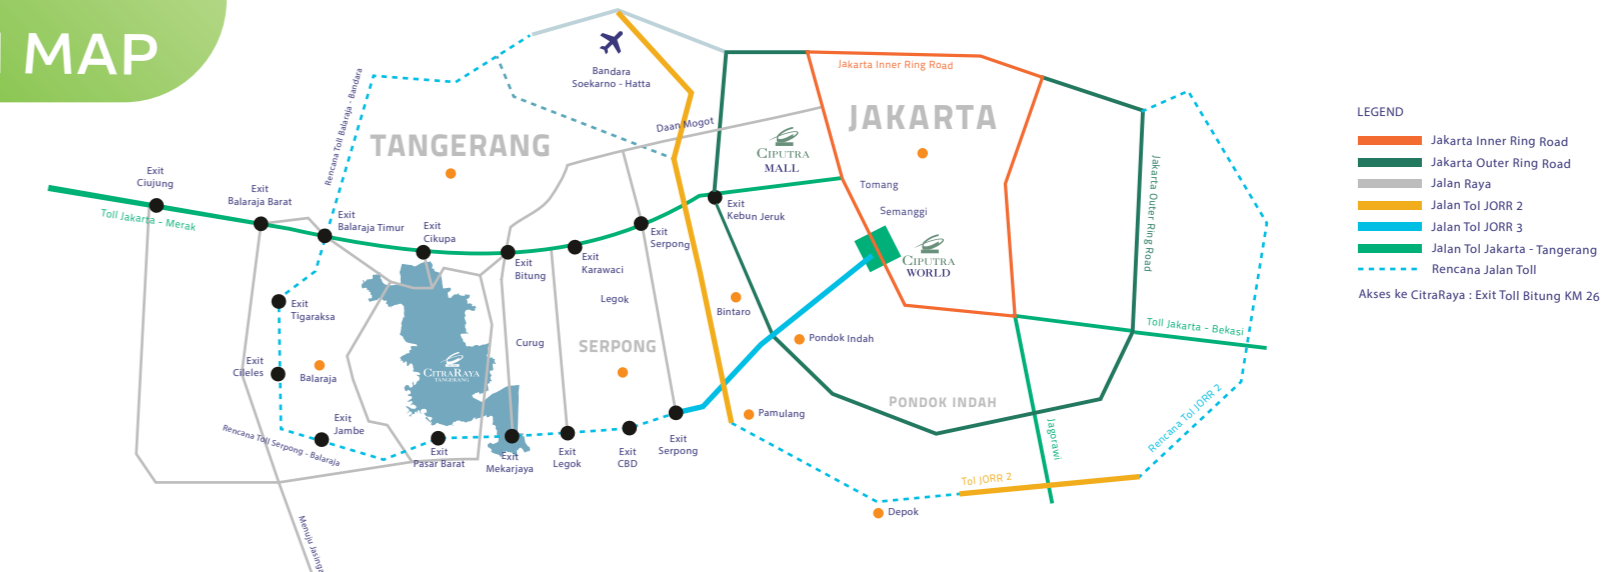 MAP
Bandara
Soekarno - Hatta
Jakarta Inner Ring Road
JAKARTA
TANGERANG
Rencana Toll Balaraja - Bandara
Daan Mogot
CIPUTRA
MALL
Jakarta Outer Ring Road
Exit
Ciujung
Exit
Balaraja Barat
Exit
Balaraja Timur
Toll Jakarta - Merak
Exit
Cikupa
Exit
Bitung
Exit
Karawaci
Exit
Serpong
Exit
Kebun Jeruk
Tomang
Semanggi
CIPUTRA
WORLD
Exit
Tigaraksa
Legok
Bintaro
Curug
SERPONG
Pondok Indah
Toll Jakarta - Bekasi
Exit
Cileles
Balaraja
CITRARAYA
TANGERANG
PONDOK INDAH
Pamulang
Exit
Jambe
Rencana Toll Serpong - Balaraja
Exit
Pasar Barat
Exit
Mekarjaya
Exit
Legok
Exit
CBD
Exit
Serpong
Jagorawi
Rencana Tol JORR 2
Tol JORR 2
Depok
Menuju Jasinga
LEGEND
Jakarta Inner Ring Road
Jakarta Outer Ring Road
Jalan Raya
Jalan Tol JORR 2
Jalan Tol JORR 3
Jalan Tol Jakarta - Tangerang
Rencana Jalan Toll
Akses ke CitraRaya : Exit Toll Bitung KM 26